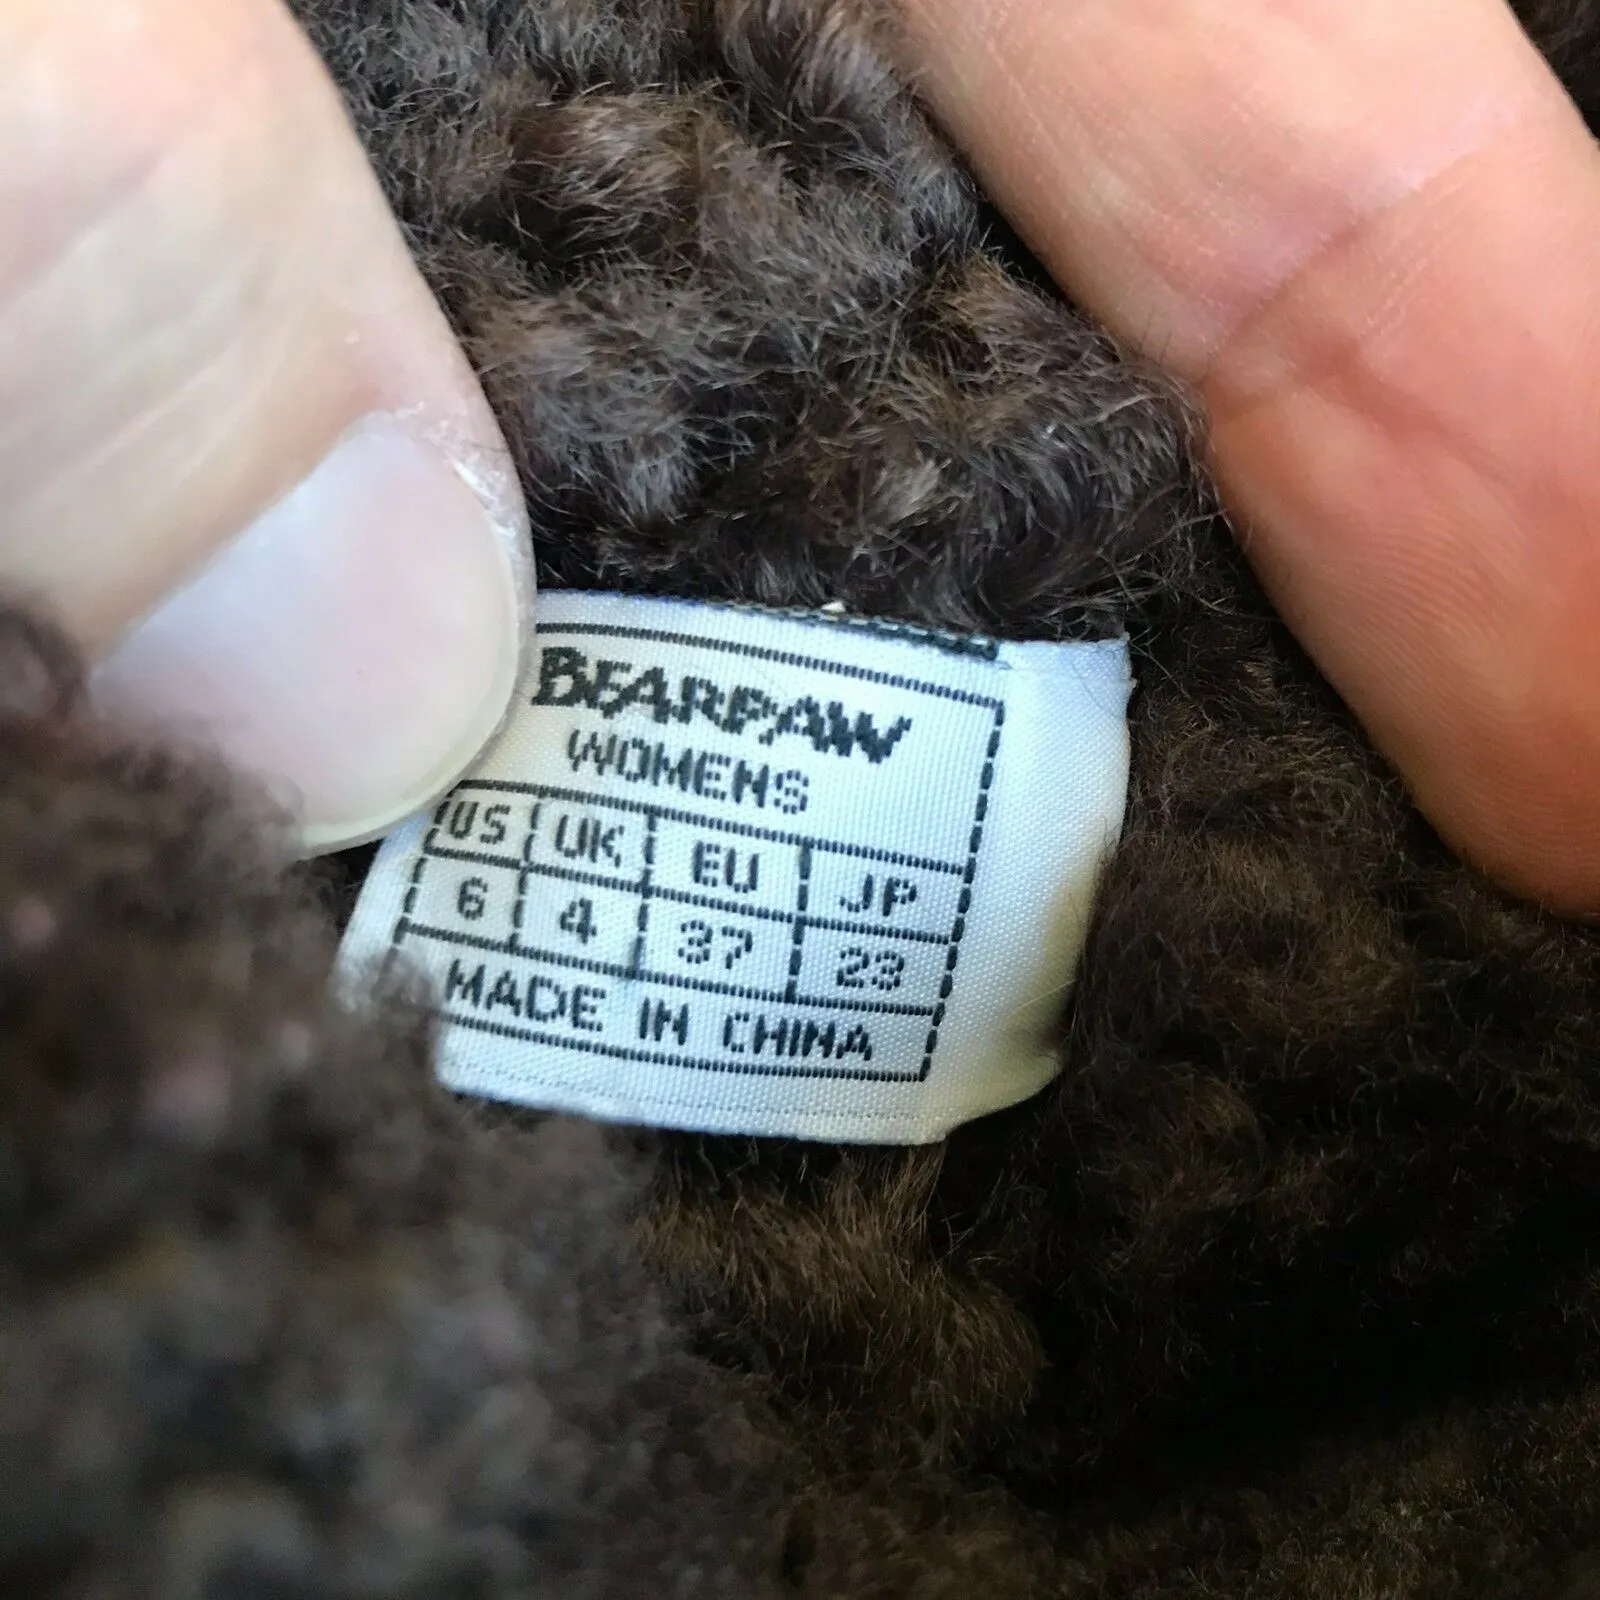 BEARPAW
WOMENS
US UK EU JP
6 4 37 23
MADE IN CHINA